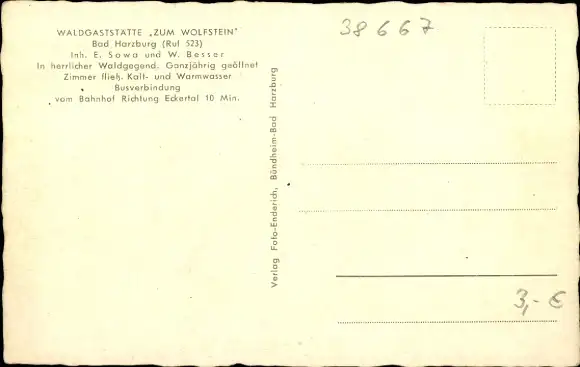 WALDGASTSTÄTTE „ZUM WOLFSTEIN"
Bad Harzburg (Ruf 523)
Inh. E. Sowa und W. Besser
In herrlicher Waldgegend. Ganzjährig geöffnet
Zimmer fließ. Kalt- und Warmwasser
Busverbindung
vom Bahnhof Richtung Eckertal 10 Min.
Verlag Foto-Enderich, Bündheim-Bad Harzburg
38667
3,- €